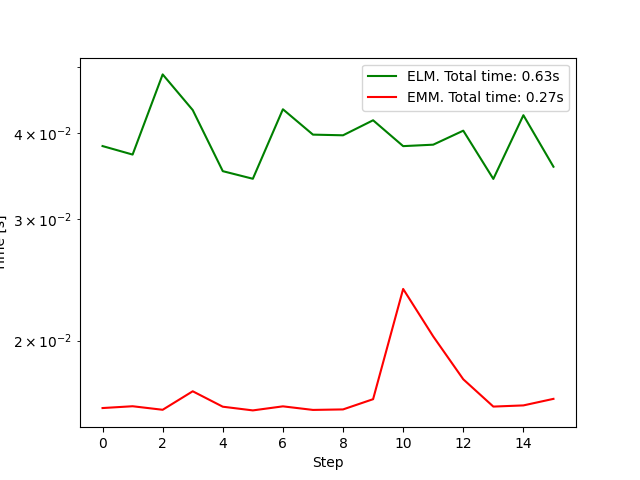 ELM. Total time: 0.63s
EMM. Total time: 0.27s
4 × 10⁻²
3 × 10⁻²
2 × 10⁻²
0 2 4 6 8 10 12 14
Step